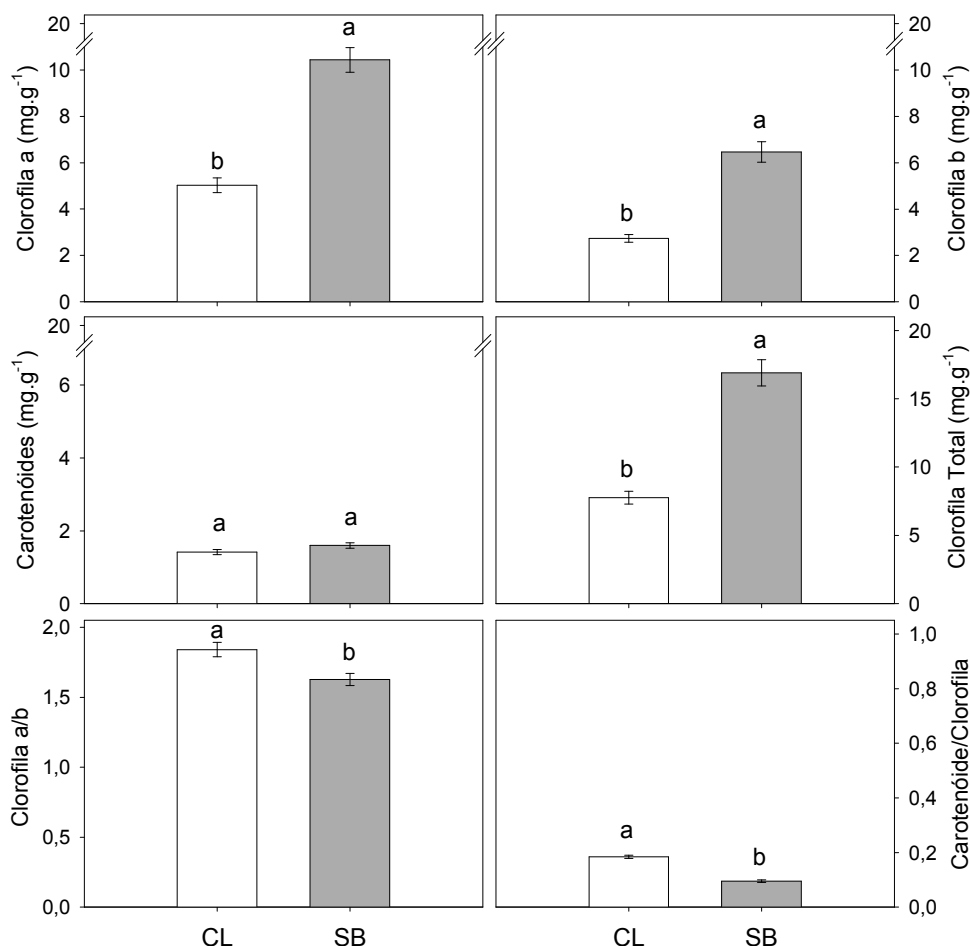 20
10
8
6
4
2
0
Clorofila a (mg.g⁻¹)
b
a
20
10
8
6
4
2
0
Clorofila b (mg.g⁻¹)
b
a
20
6
4
2
0
Carotenóides (mg.g⁻¹)
a
a
20
15
10
5
0
Clorofila Total (mg.g⁻¹)
b
a
2,0
1,5
1,0
0,5
0,0
Clorofila a/b
a
b
1,0
0,8
0,6
0,4
0,2
0,0
Carotenóide/Clorofila
a
b
CL SB
CL SB